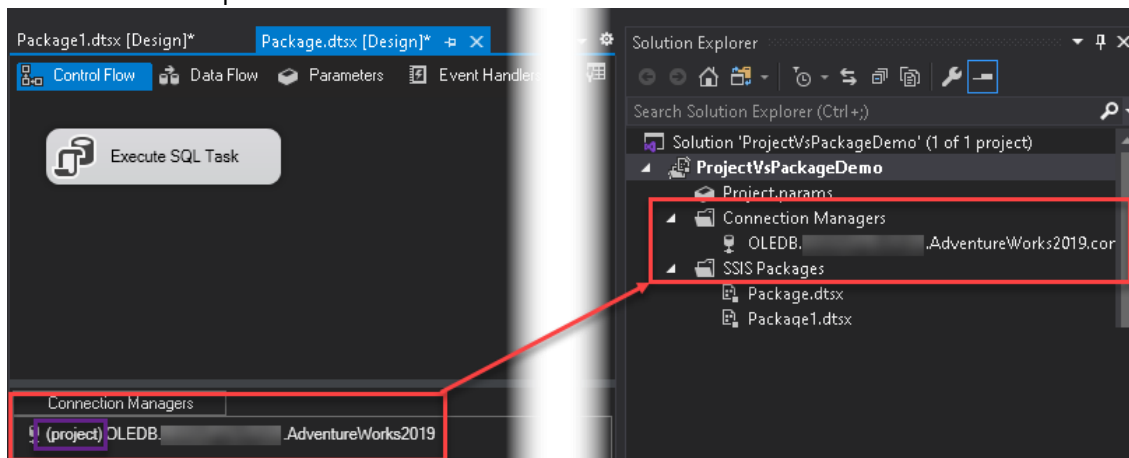 Package1.dtsx [Design]*
Package.dtsx [Design]*
Control Flow
Data Flow
Parameters
Event Handlers
Execute SQL Task
Connection Managers
(project) OLEDB. .AdventureWorks2019
Solution Explorer
Search Solution Explorer (Ctrl+;)
Solution 'ProjectVsPackageDemo' (1 of 1 project)
ProjectVsPackageDemo
Project.params
Connection Managers
OLEDB. .AdventureWorks2019.cor
SSIS Packages
Package.dtsx
Package1.dtsx